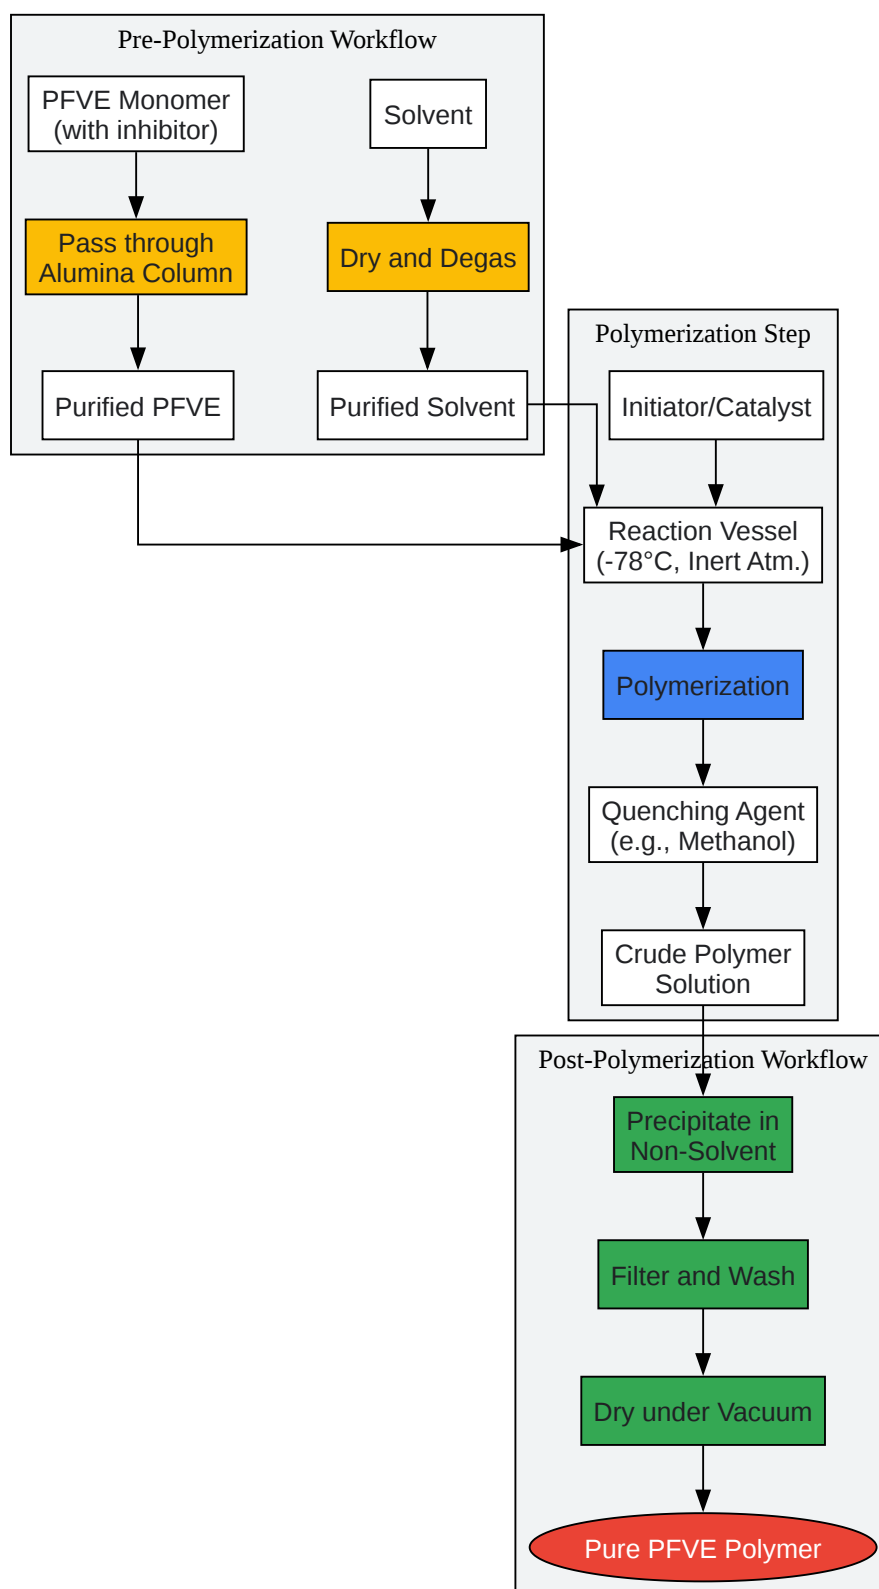 Pre-Polymerization Workflow
PFVE Monomer
(with inhibitor)
Solvent
Pass through
Alumina Column
Dry and Degas
Purified PFVE
Purified Solvent
Polymerization Step
Initiator/Catalyst
Reaction Vessel
(-78°C, Inert Atm.)
Polymerization
Quenching Agent
(e.g., Methanol)
Crude Polymer
Solution
Post-Polymerization Workflow
Precipitate in
Non-Solvent
Filter and Wash
Dry under Vacuum
Pure PFVE Polymer